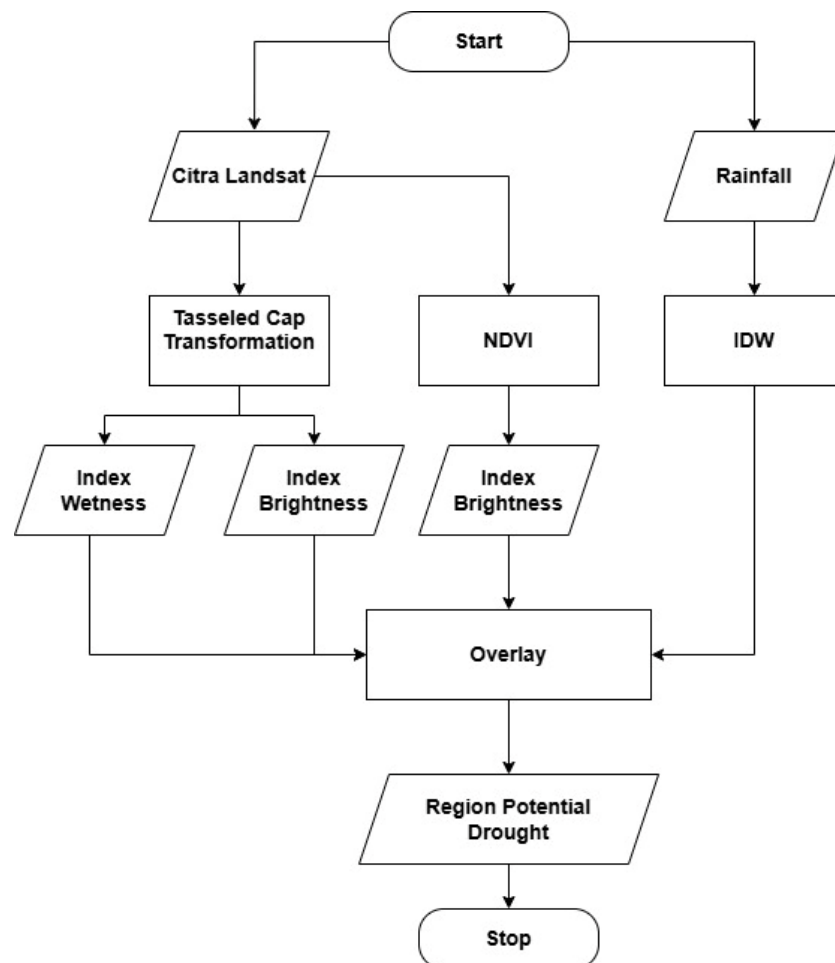 Start
Citra Landsat
Rainfall
Tasseled Cap
Transformation
NDVI
IDW
Index
Wetness
Index
Brightness
Index
Brightness
Overlay
Region Potential
Drought
Stop